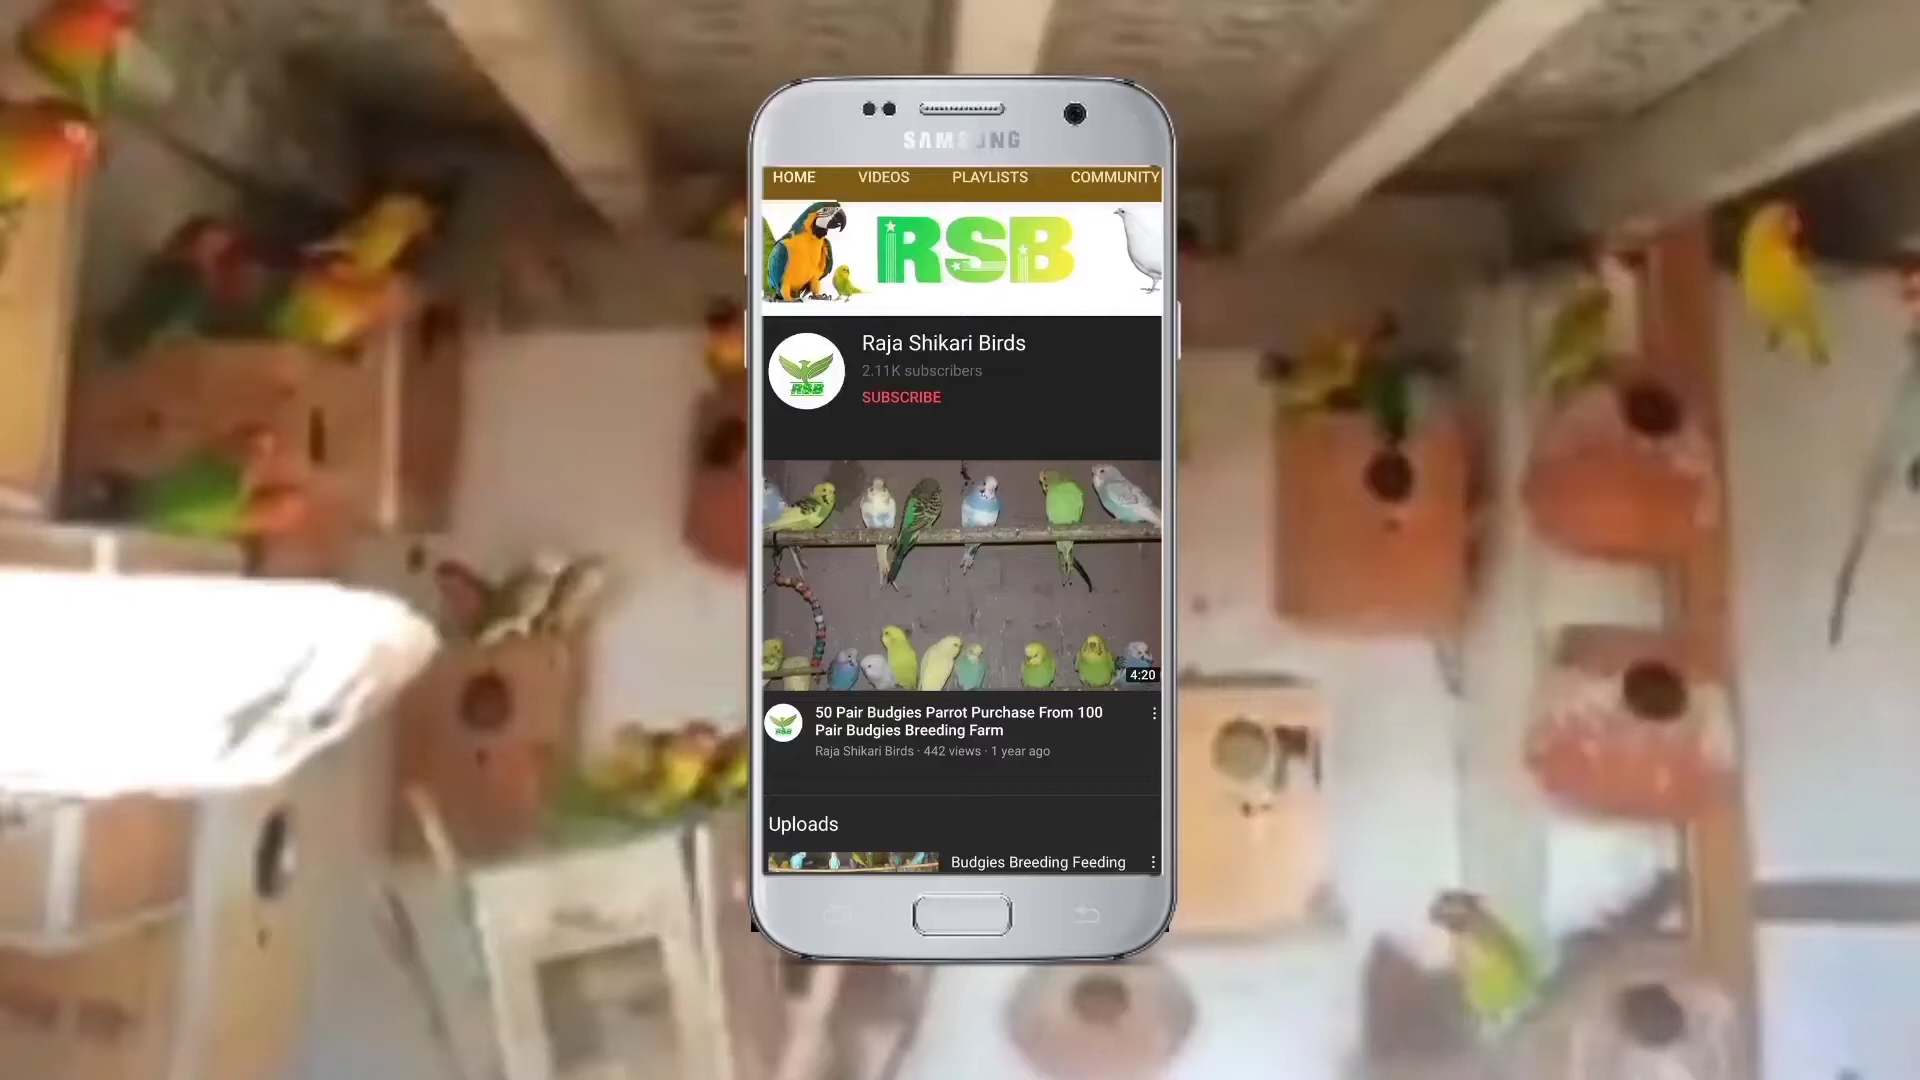 SAMSUNG
HOME VIDEOS PLAYLISTS COMMUNITY
RSB
Raja Shikari Birds
2.11K subscribers
RSB
SUBSCRIBE
4:20
50 Pair Budgies Parrot Purchase From 100
Pair Budgies Breeding Farm
RSB
Raja Shikari Birds · 442 views · 1 year ago
Uploads
Budgies Breeding Feeding